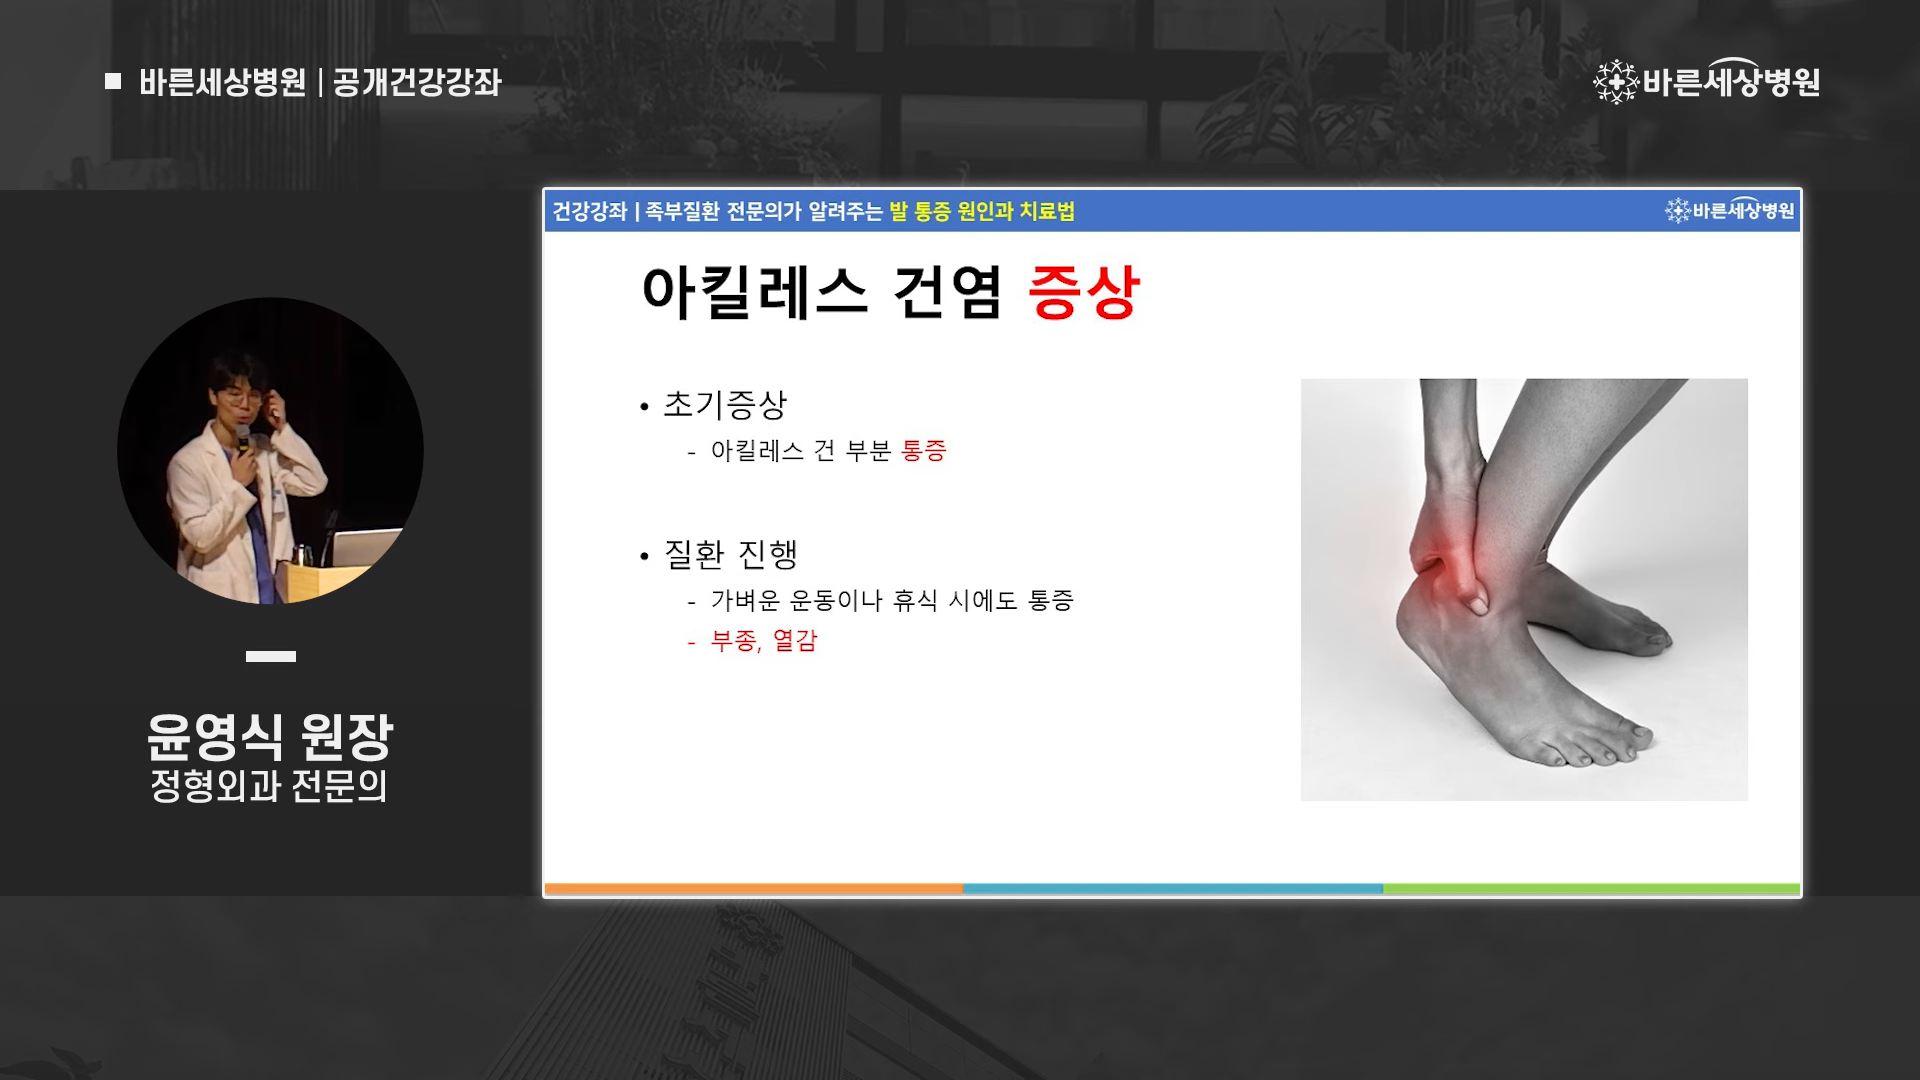 바른세상병원 | 공개건강강좌
바른세상병원
건강강좌 | 족부질환 전문의가 알려주는 발 통증 원인과 치료법
바른세상병원
아킬레스 건염 증상
• 초기증상
- 아킬레스 건 부분 통증
• 질환 진행
- 가벼운 운동이나 휴식 시에도 통증
- 부종, 열감
윤영식 원장
정형외과 전문의